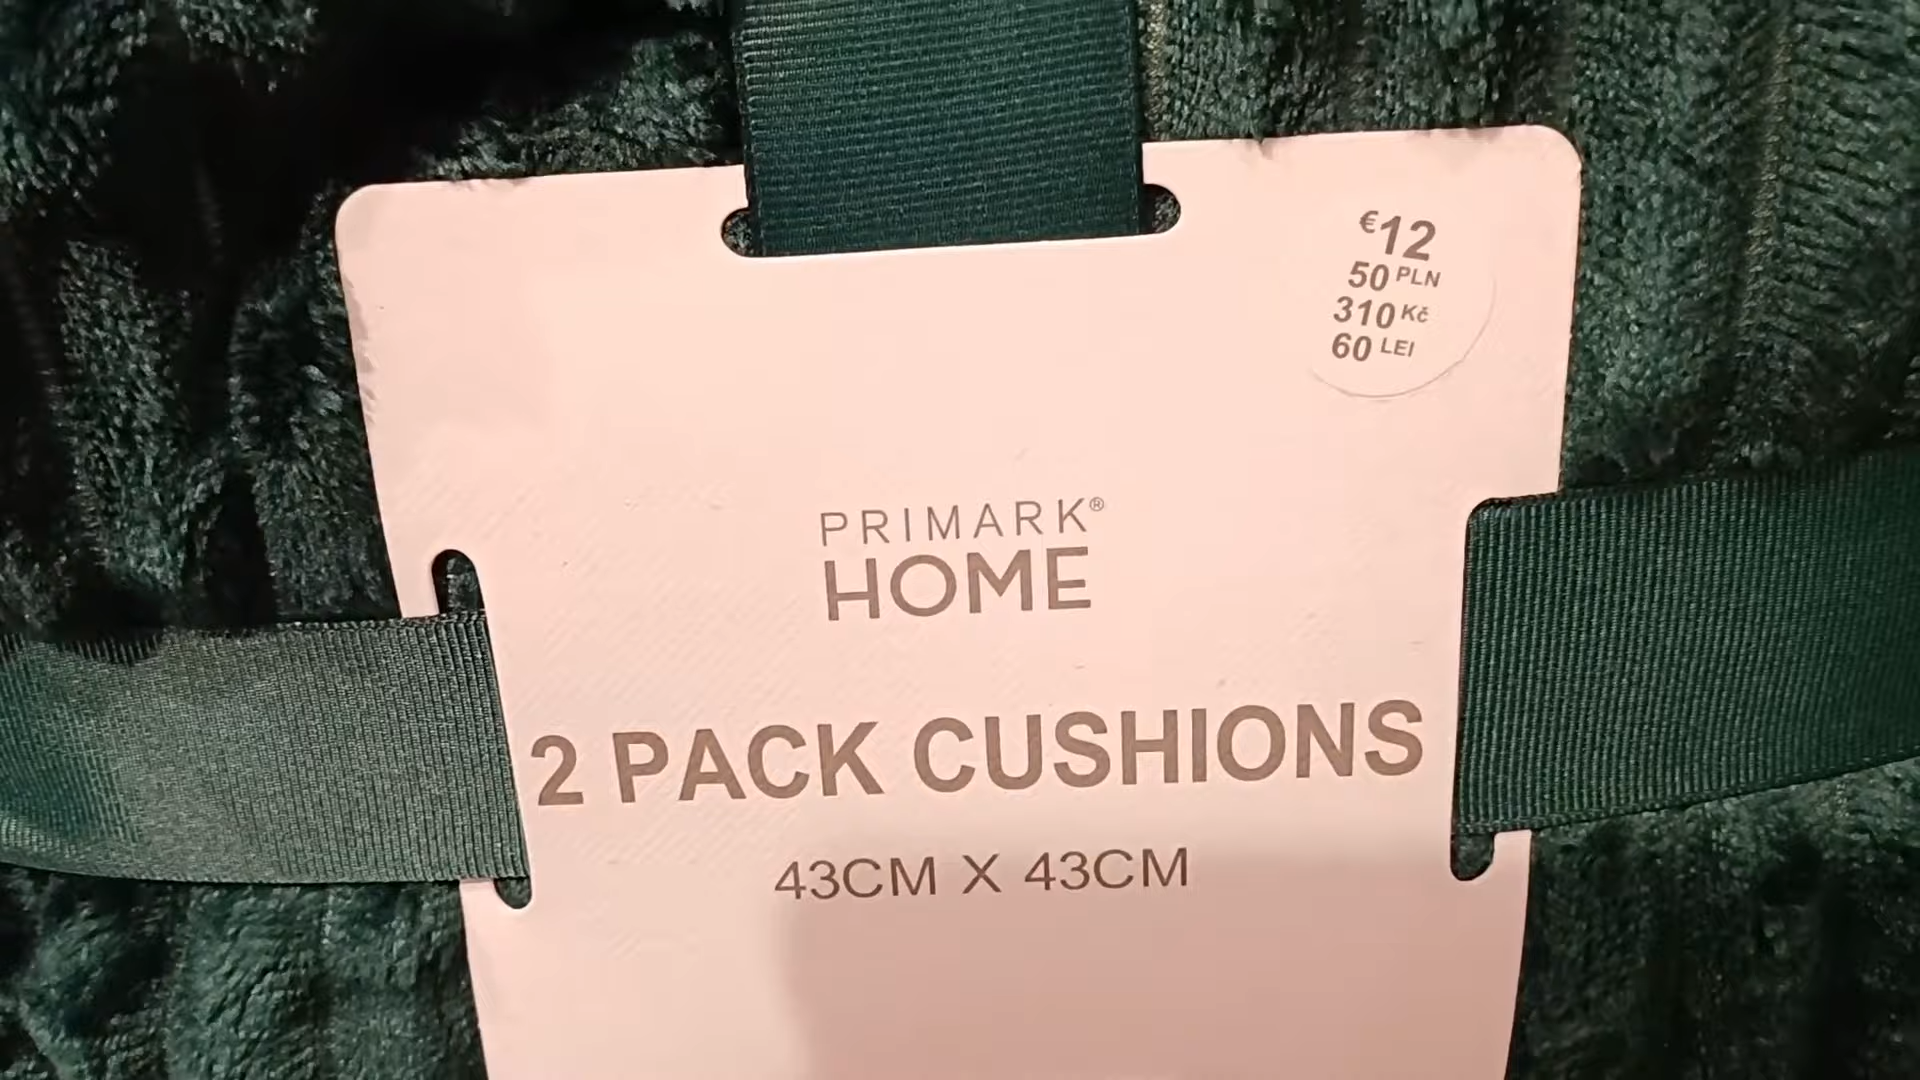 €12
50 PLN
310 Kč
60 LEI
PRIMARK®
HOME
2 PACK CUSHIONS
43CM X 43CM